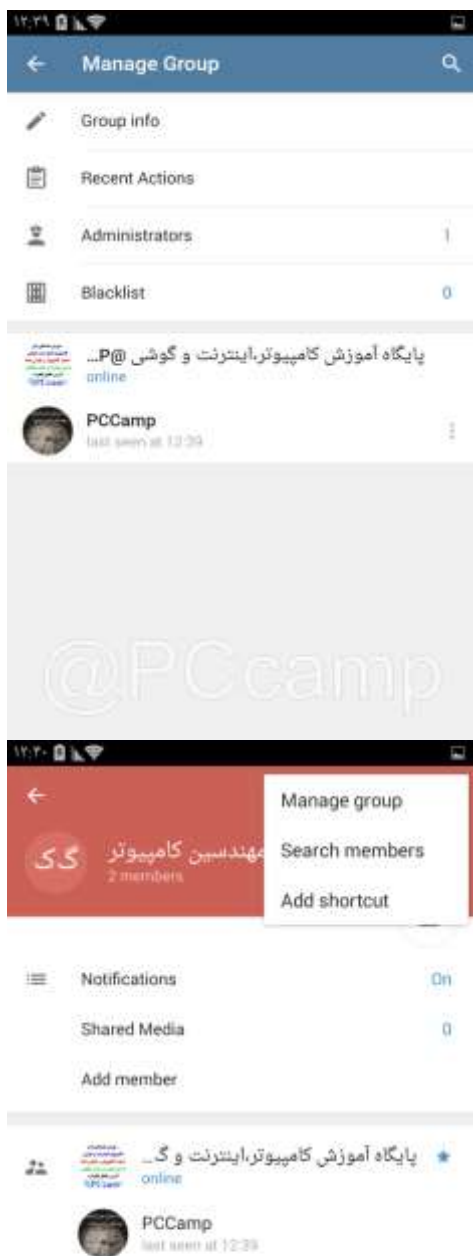 ۱۲:۳۹
Manage Group
Group info
Recent Actions
Administrators 1
Blacklist 0
پایگاه آموزش کامپیوتر،اینترنت و گوشی @P...
online
PCCamp
last seen at 12:39
@PCcamp
Manage group
گ ک
مهندسین کامپیوتر
Search members
2 members
Add shortcut
Notifications On
Shared Media 0
Add member
پایگاه آموزش کامپیوتر،اینترنت و گ...
online
PCCamp
last seen at 12:39